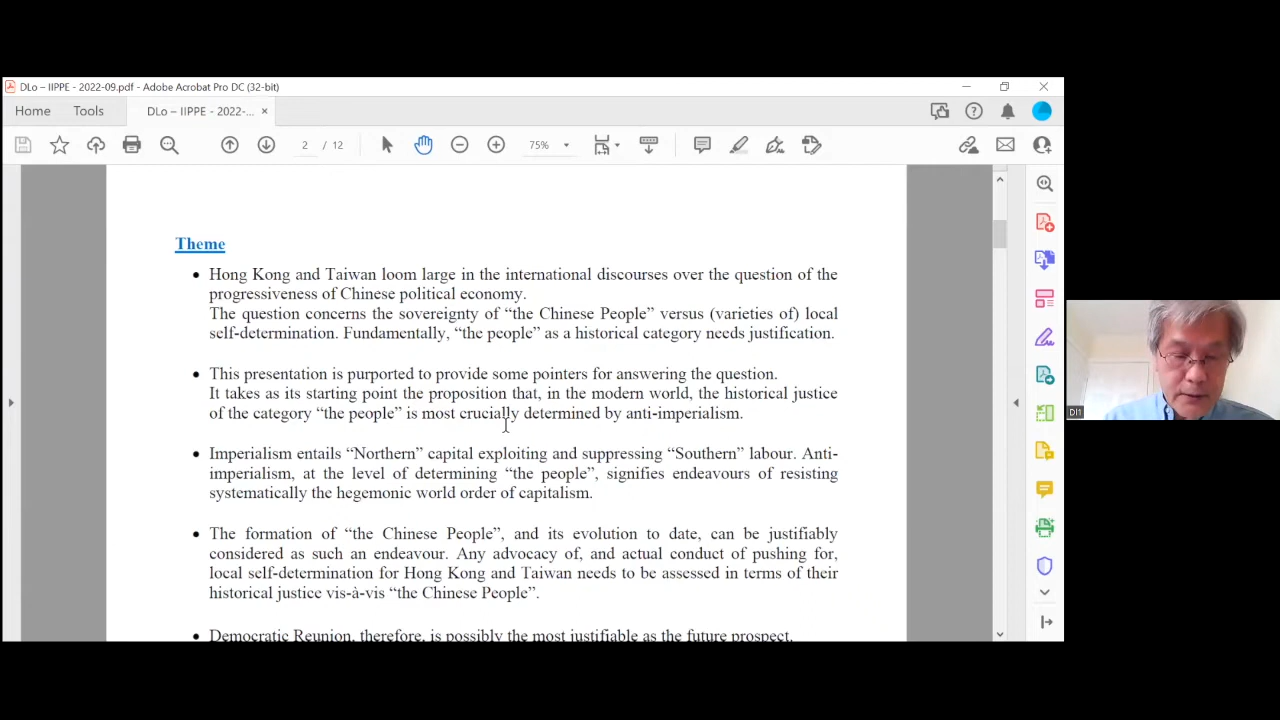 DLo – IIPPE - 2022-09.pdf - Adobe Acrobat Pro DC (32-bit)
Home Tools DLo – IIPPE - 2022-... ×
2 / 12 75%
Theme
• Hong Kong and Taiwan loom large in the international discourses over the question of the
progressiveness of Chinese political economy.
The question concerns the sovereignty of “the Chinese People” versus (varieties of) local
self-determination. Fundamentally, “the people” as a historical category needs justification.
• This presentation is purported to provide some pointers for answering the question.
It takes as its starting point the proposition that, in the modern world, the historical justice
of the category “the people” is most crucially determined by anti-imperialism.
• Imperialism entails “Northern” capital exploiting and suppressing “Southern” labour. Anti-
imperialism, at the level of determining “the people”, signifies endeavours of resisting
systematically the hegemonic world order of capitalism.
• The formation of “the Chinese People”, and its evolution to date, can be justifiably
considered as such an endeavour. Any advocacy of, and actual conduct of pushing for,
local self-determination for Hong Kong and Taiwan needs to be assessed in terms of their
historical justice vis-à-vis “the Chinese People”.
• Democratic Reunion, therefore, is possibly the most justifiable as the future prospect.